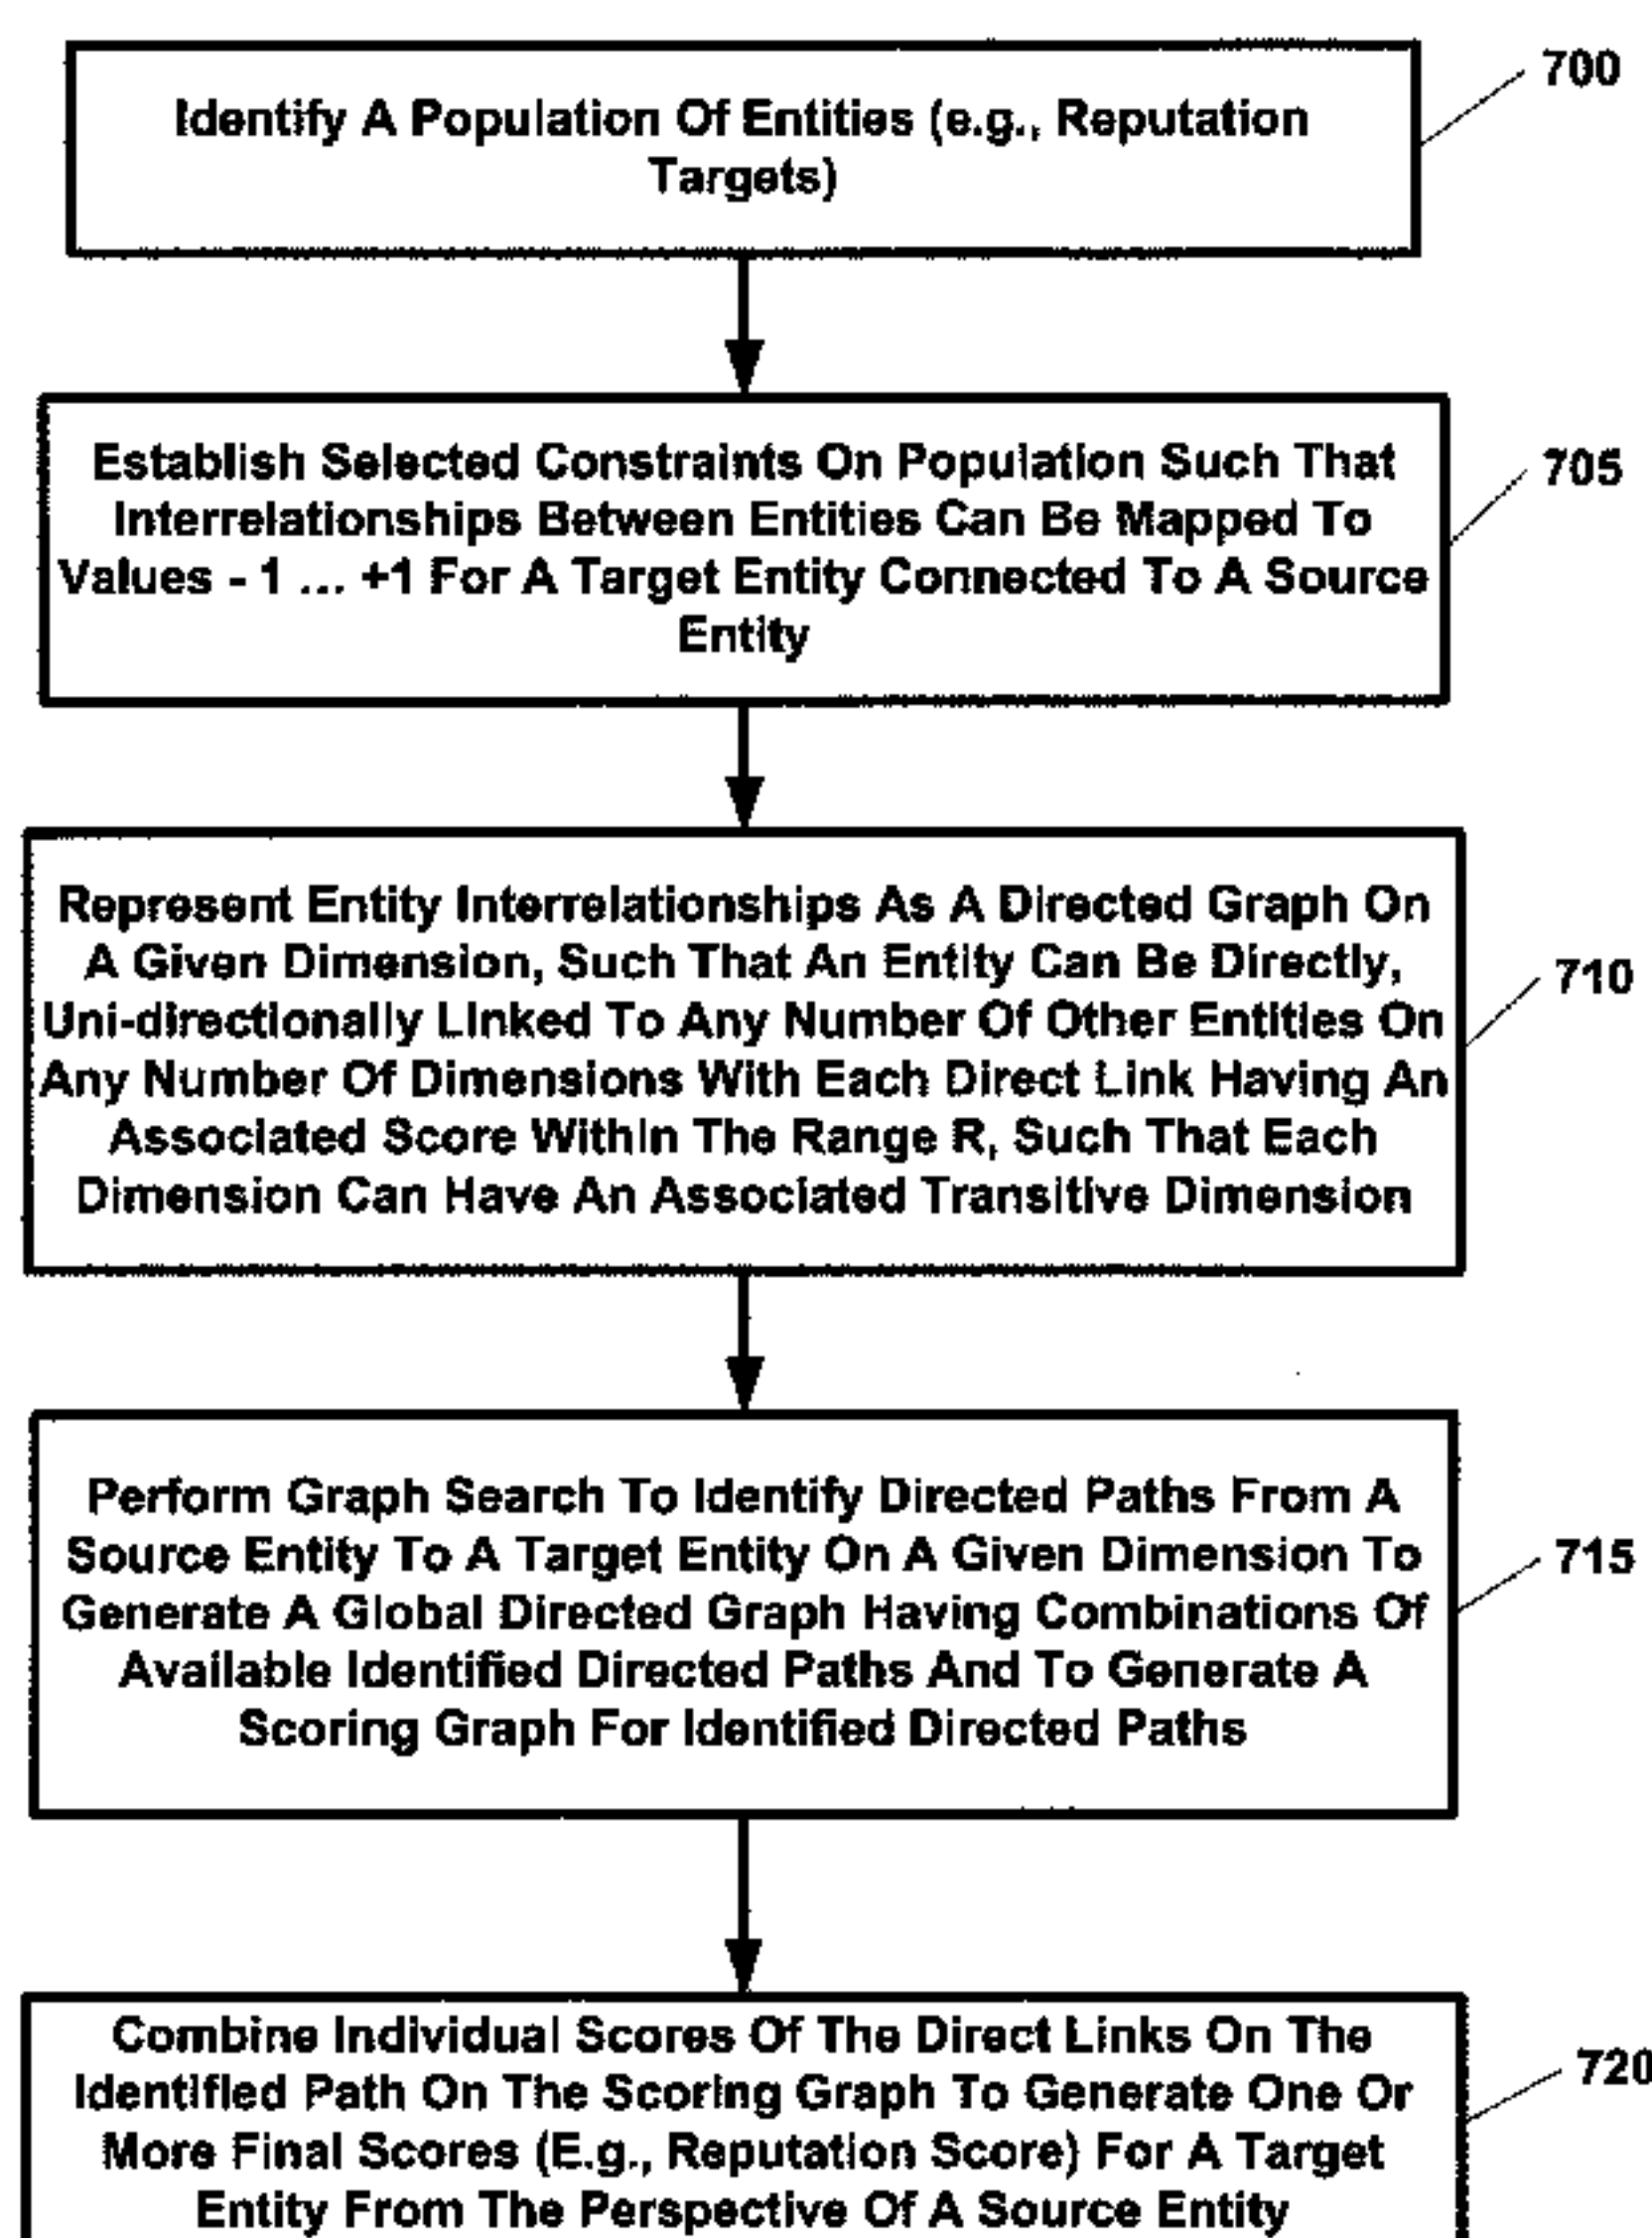 Identify A Population Of Entities (e.g., Reputation
Targets)
700
Establish Selected Constraints On Population Such That
Interrelationships Between Entities Can Be Mapped To
Values - 1 ... +1 For A Target Entity Connected To A Source
Entity
705
Represent Entity Interrelationships As A Directed Graph On
A Given Dimension, Such That An Entity Can Be Directly,
Uni-directionally Linked To Any Number Of Other Entities On
Any Number Of Dimensions With Each Direct Link Having An
Associated Score Within The Range R, Such That Each
Dimension Can Have An Associated Transitive Dimension
710
Perform Graph Search To Identify Directed Paths From A
Source Entity To A Target Entity On A Given Dimension To
Generate A Global Directed Graph Having Combinations Of
Available Identified Directed Paths And To Generate A
Scoring Graph For Identified Directed Paths
715
Combine Individual Scores Of The Direct Links On The
Identified Path On The Scoring Graph To Generate One Or
More Final Scores (E.g., Reputation Score) For A Target
Entity From The Perspective Of A Source Entity
720